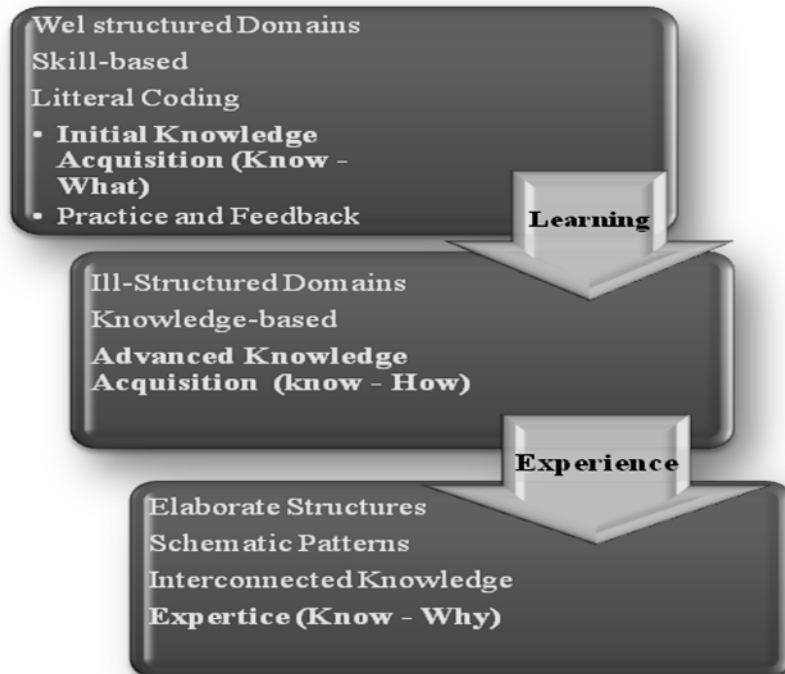 Wel structured Domains
Skill-based
Litteral Coding
• Initial Knowledge
Acquisition (Know -
What)
• Practice and Feedback
Learning
Ill-Structured Domains
Knowledge-based
Advanced Knowledge
Acquisition (know - How)
Experience
Elaborate Structures
Schematic Patterns
Interconnected Knowledge
Expertice (Know - Why)